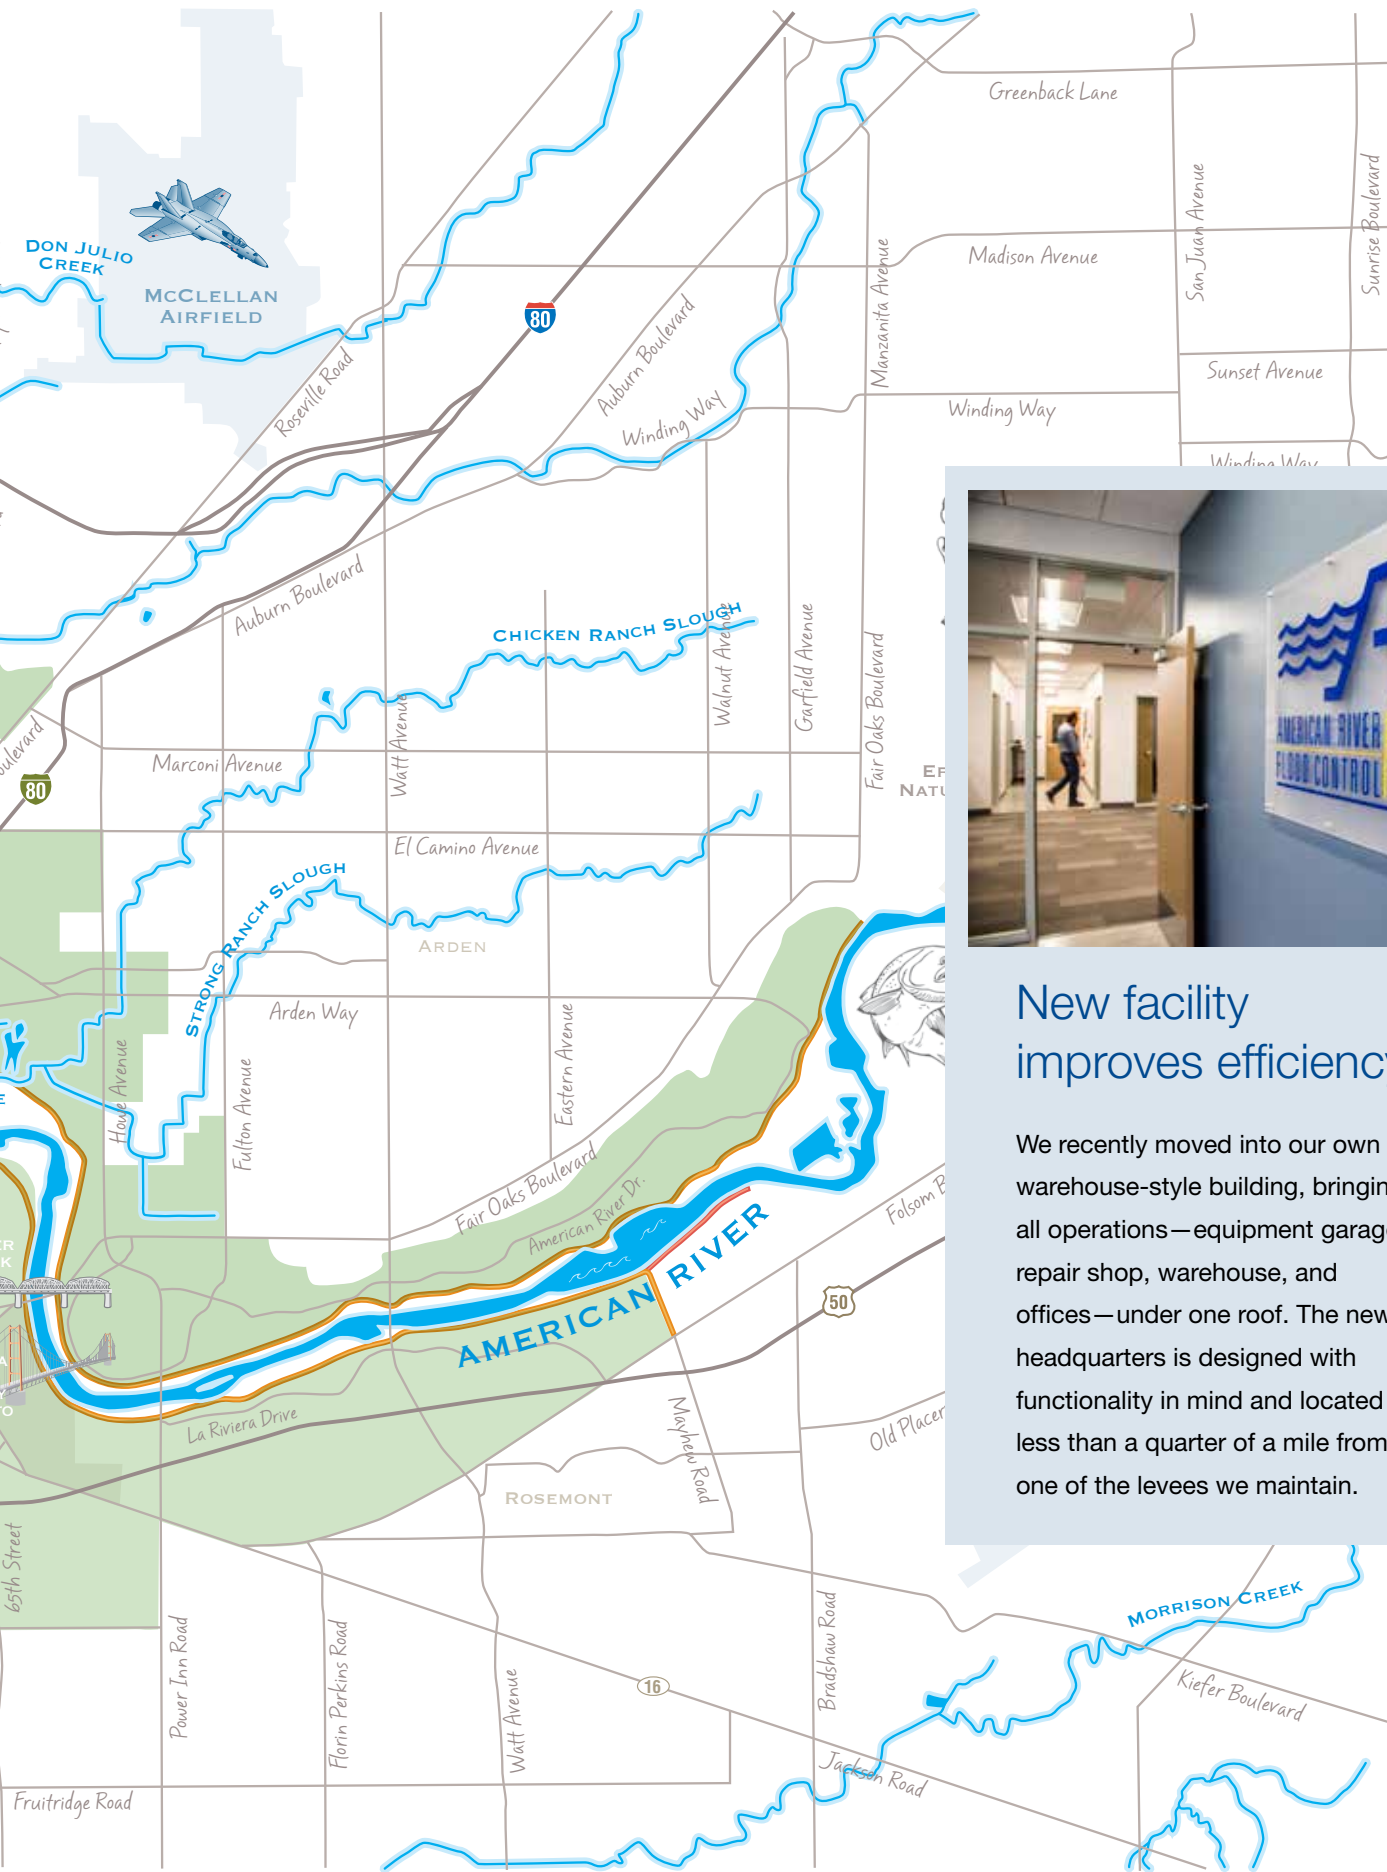 Greenback Lane
San Juan Avenue
Sunrise Boulevard
Madison Avenue
Manzanita Avenue
DON JULIO
CREEK
MCCLELLAN
AIRFIELD
80
Roseville Road
Auburn Boulevard
Winding Way
Sunset Avenue
Winding Way
Winding Way
Auburn Boulevard
CHICKEN RANCH SLOUGH
Walnut Avenue
Garfield Avenue
Fair Oaks Boulevard
Watt Avenue
Marconi Avenue
80
El Camino Avenue
STRONG RANCH SLOUGH
ARDEN
Arden Way
Howe Avenue
Fulton Avenue
Eastern Avenue
Fair Oaks Boulevard
American River Dr.
AMERICAN RIVER
Folsom B
50
La Riviera Drive
Mayhew Road
Old Placer
ROSEMONT
65th Street
Power Inn Road
Florin Perkins Road
Watt Avenue
16
Bradshaw Road
Jackson Road
Fruitridge Road
MORRISON CREEK
Kiefer Boulevard
AMERICAN RIVER
FLOOD CONTROL
New facility
improves efficiency
We recently moved into our own
warehouse-style building, bringin
all operations—equipment garag
repair shop, warehouse, and
offices—under one roof. The new
headquarters is designed with
functionality in mind and located
less than a quarter of a mile from
one of the levees we maintain.